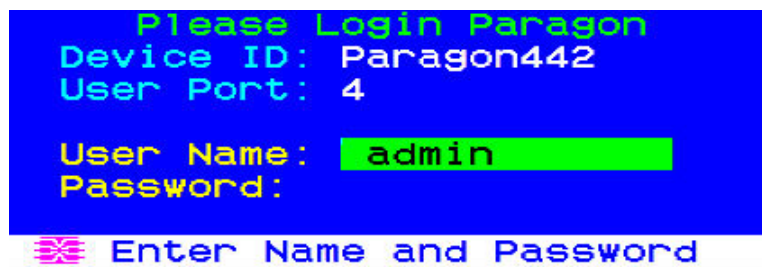 Please Login Paragon
Device ID: Paragon442
User Port: 4
User Name: admin
Password:
Enter Name and Password